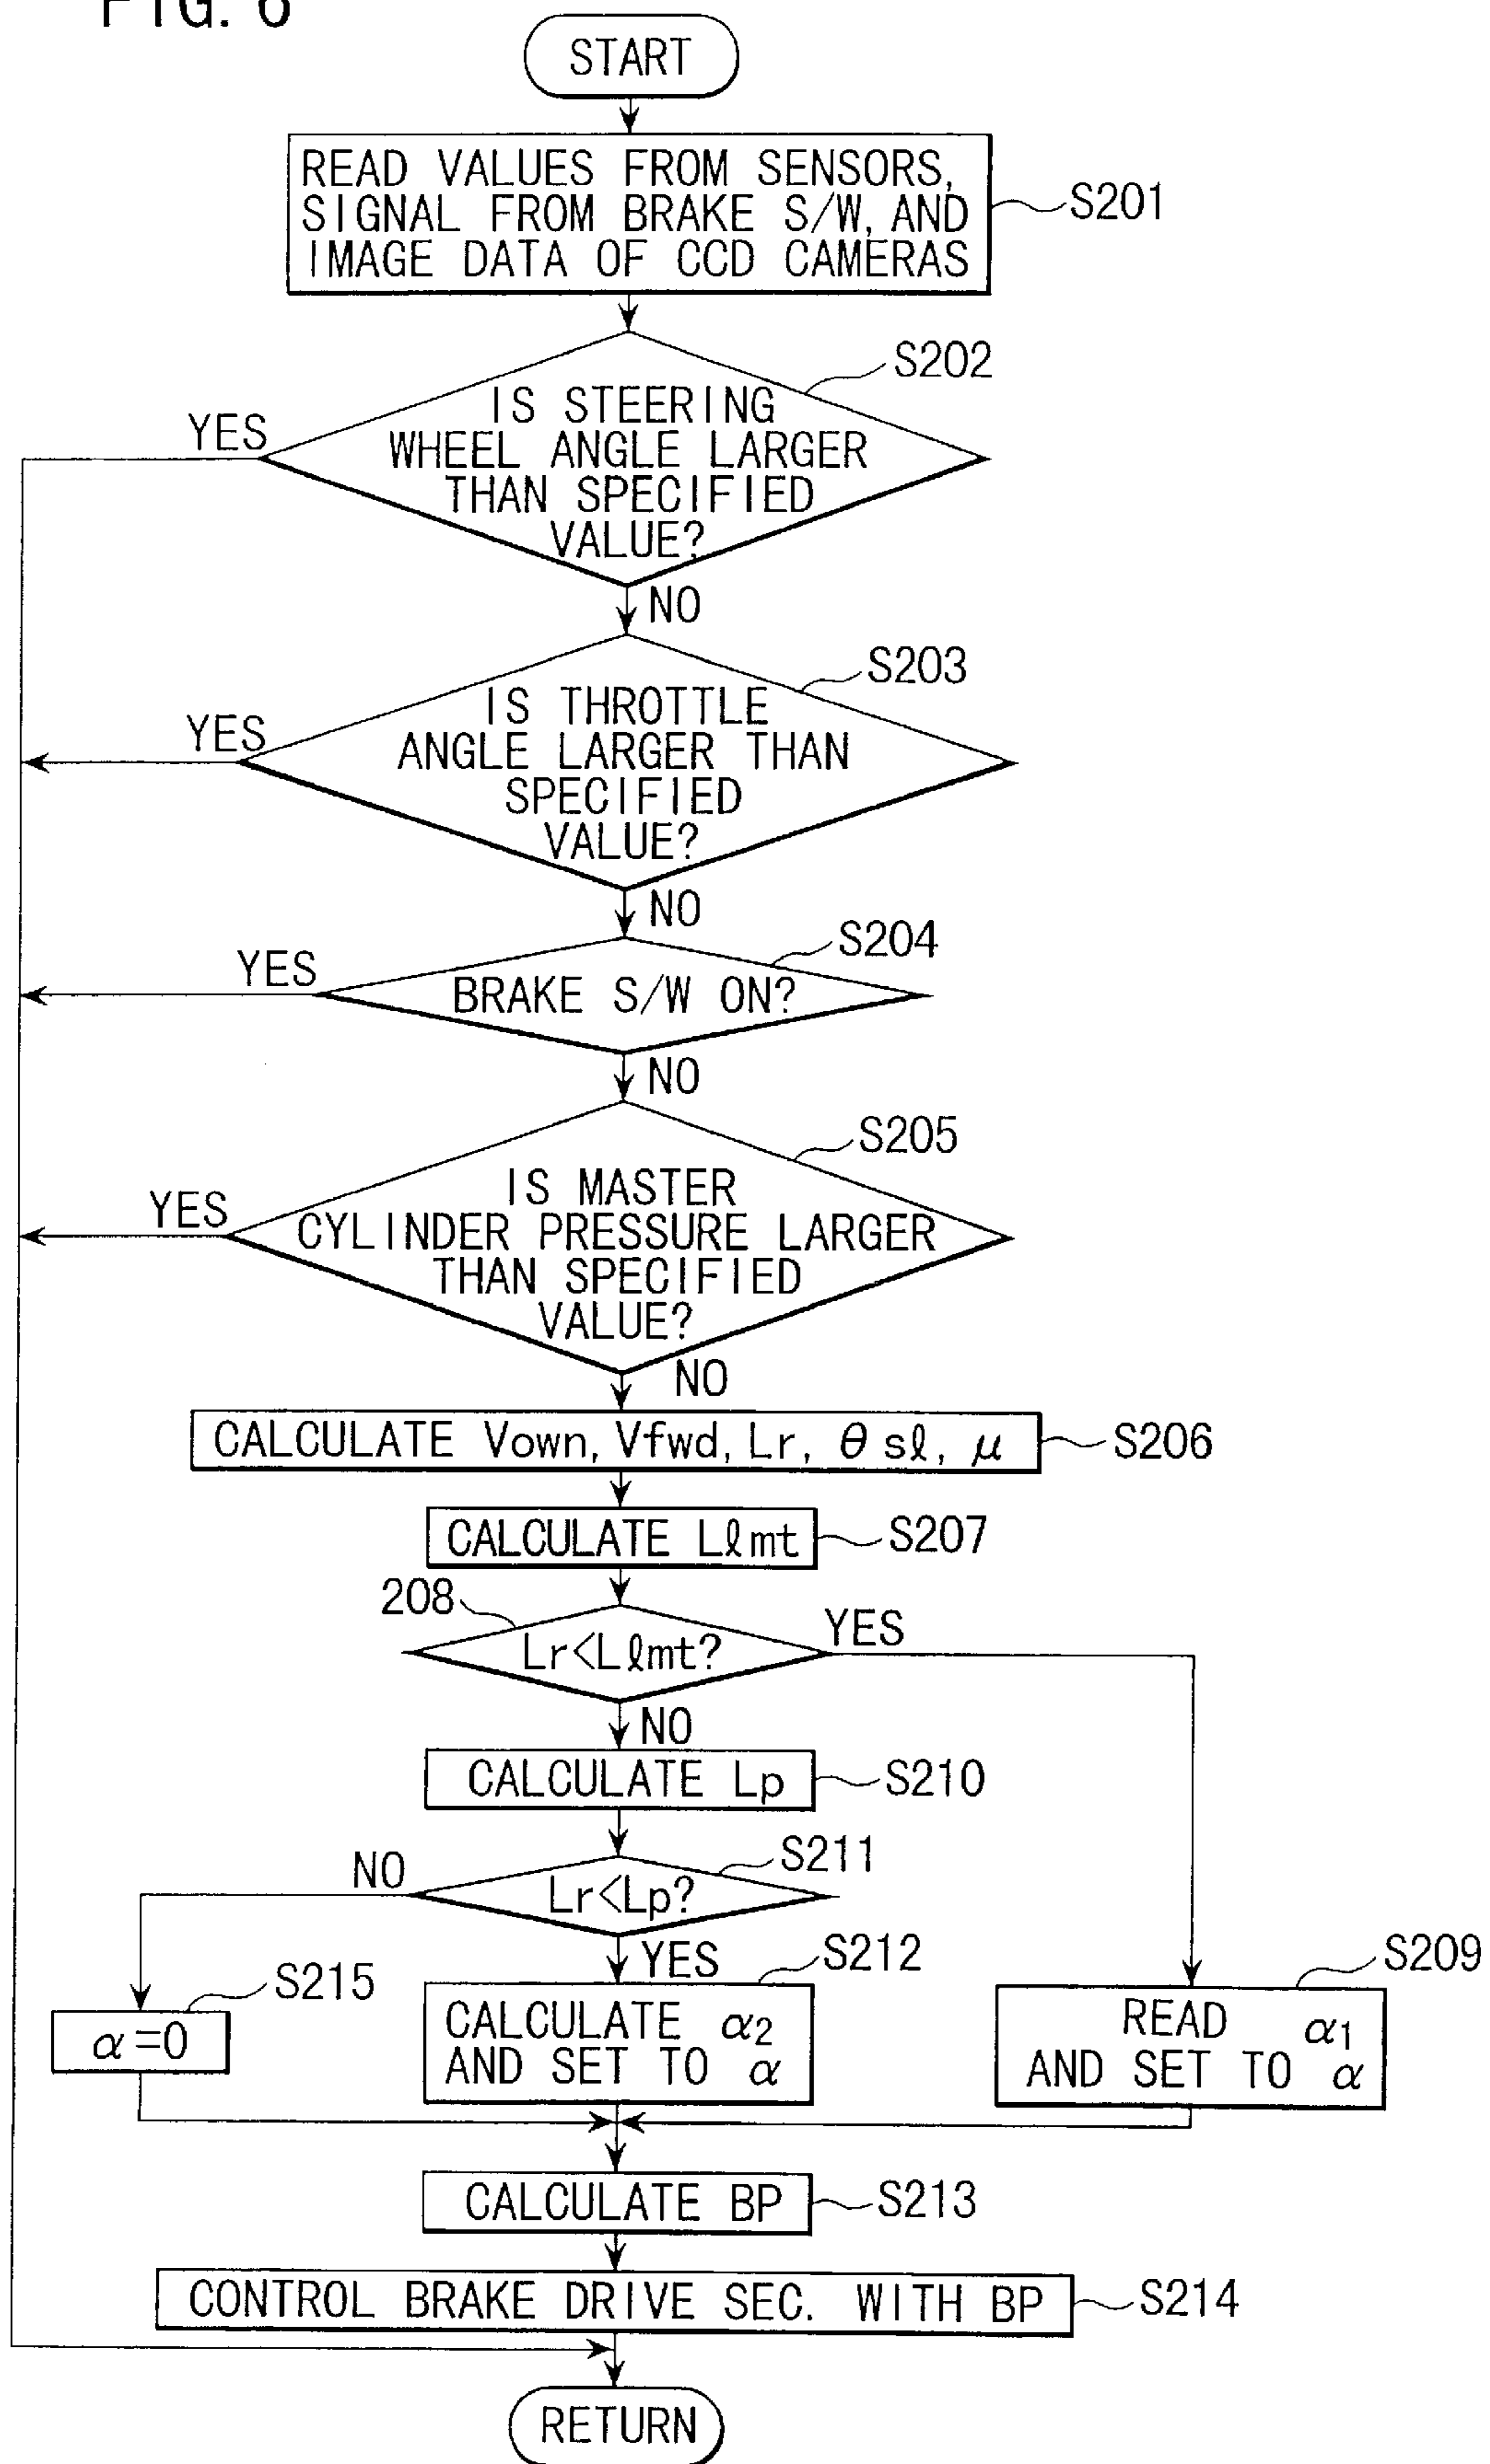 FIG. 6
START
READ VALUES FROM SENSORS,
SIGNAL FROM BRAKE S/W, AND
IMAGE DATA OF CCD CAMERAS
S201
S202
IS STEERING
WHEEL ANGLE LARGER
THAN SPECIFIED
VALUE?
YES
NO
S203
IS THROTTLE
ANGLE LARGER THAN
SPECIFIED
VALUE?
YES
NO
S204
BRAKE S/W ON?
YES
NO
S205
IS MASTER
CYLINDER PRESSURE LARGER
THAN SPECIFIED
VALUE?
YES
NO
CALCULATE Vown, Vfwd, Lr, θsℓ, μ
S206
CALCULATE Lℓmt
S207
208
Lr<Lℓmt?
YES
NO
CALCULATE Lp
S210
S211
Lr<Lp?
NO
YES
S215
α=0
S212
CALCULATE α2
AND SET TO α
S209
READ α1
AND SET TO α
CALCULATE BP
S213
CONTROL BRAKE DRIVE SEC. WITH BP
S214
RETURN